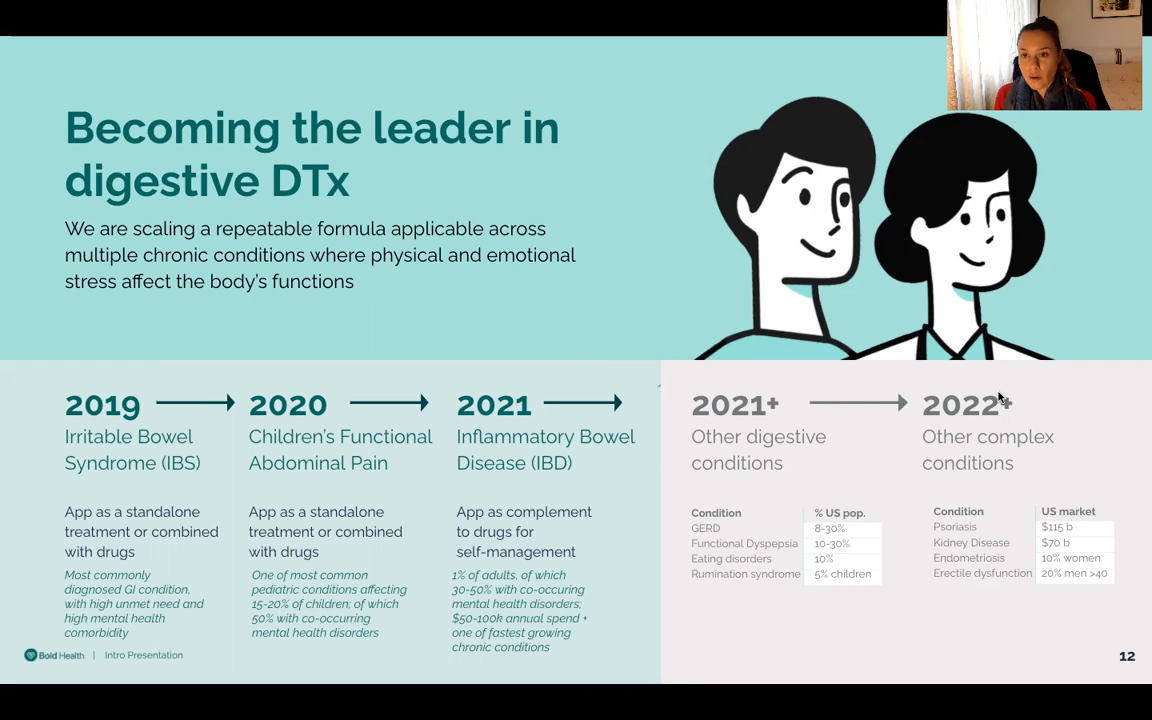 Becoming the leader in
digestive DTx
We are scaling a repeatable formula applicable across
multiple chronic conditions where physical and emotional
stress affect the body's functions
2019
Irritable Bowel
Syndrome (IBS)
App as a standalone
treatment or combined
with drugs
Most commonly
diagnosed GI condition,
with high unmet need and
high mental health
comorbidity
2020
Children's Functional
Abdominal Pain
App as a standalone
treatment or combined
with drugs
One of most common
pediatric conditions affecting
15-20% of children; of which
50% with co-occurring
mental health disorders
2021
Inflammatory Bowel
Disease (IBD)
App as complement
to drugs for
self-management
1% of adults, of which
30-50% with co-occuring
mental health disorders;
$50-100k annual spend +
one of fastest growing
chronic conditions
2021+
Other digestive
conditions
Condition % US pop.
GERD 8-30%
Functional Dyspepsia 10-30%
Eating disorders 10%
Rumination syndrome 5% children
2022+
Other complex
conditions
Condition US market
Psoriasis $115 b
Kidney Disease $70 b
Endometriosis 10% women
Erectile dysfunction 20% men >40
Bold Health | Intro Presentation
12